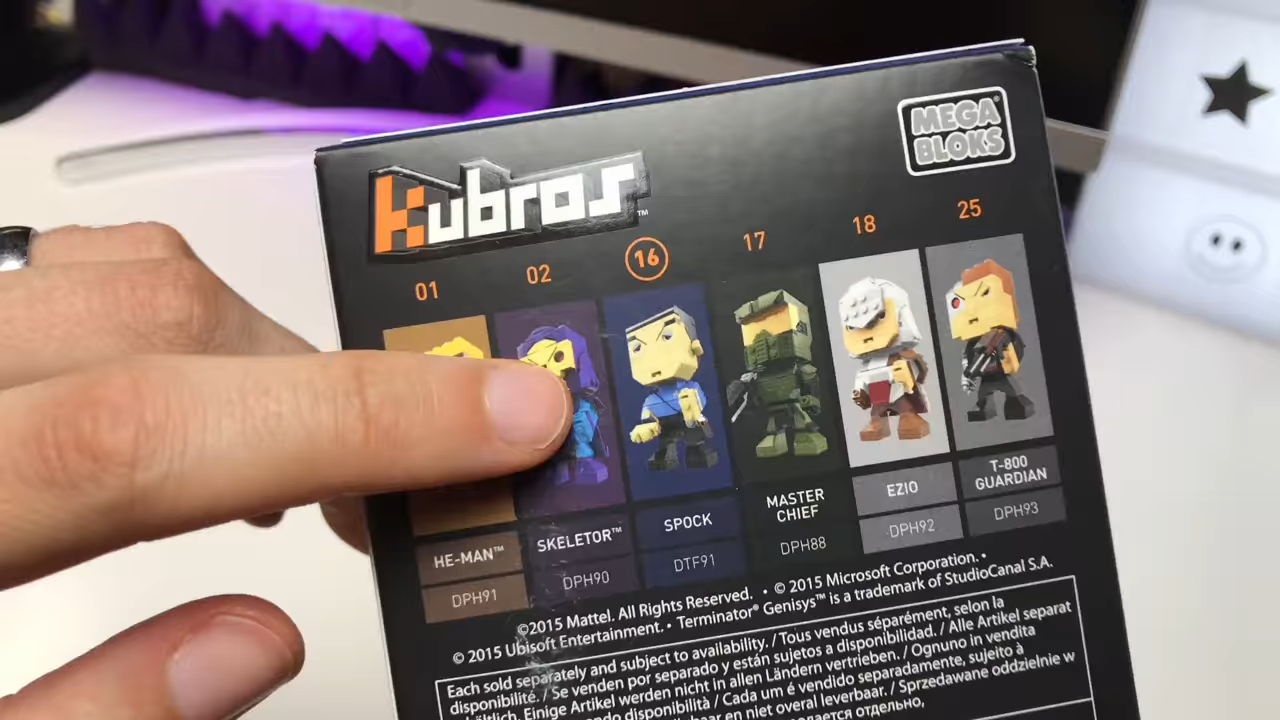 MEGA
BLOKS®
Kubros™
01 02 16 17 18 25
HE-MAN™ SKELETOR™ SPOCK MASTER CHIEF EZIO T-800 GUARDIAN
DPH91 DPH90 DTF91 DPH88 DPH92 DPH93
©2015 Mattel. All Rights Reserved. • © 2015 Microsoft Corporation. •
© 2015 Ubisoft Entertainment. • Terminator® Genisys™ is a trademark of StudioCanal S.A.
Each sold separately and subject to availability. / Tous vendus séparément, selon la
disponibilité. / Se venden por separado y están sujetos a disponibilidad. / Alle Artikel separat
erhältlich. Einige Artikel werden nicht in allen Ländern vertrieben. / Ognuno in vendita
disponibilità / Cada um é vendido separadamente, sujeito à
baar en niet overal leverbaar. / Sprzedawane oddzielnie w
отдельно,